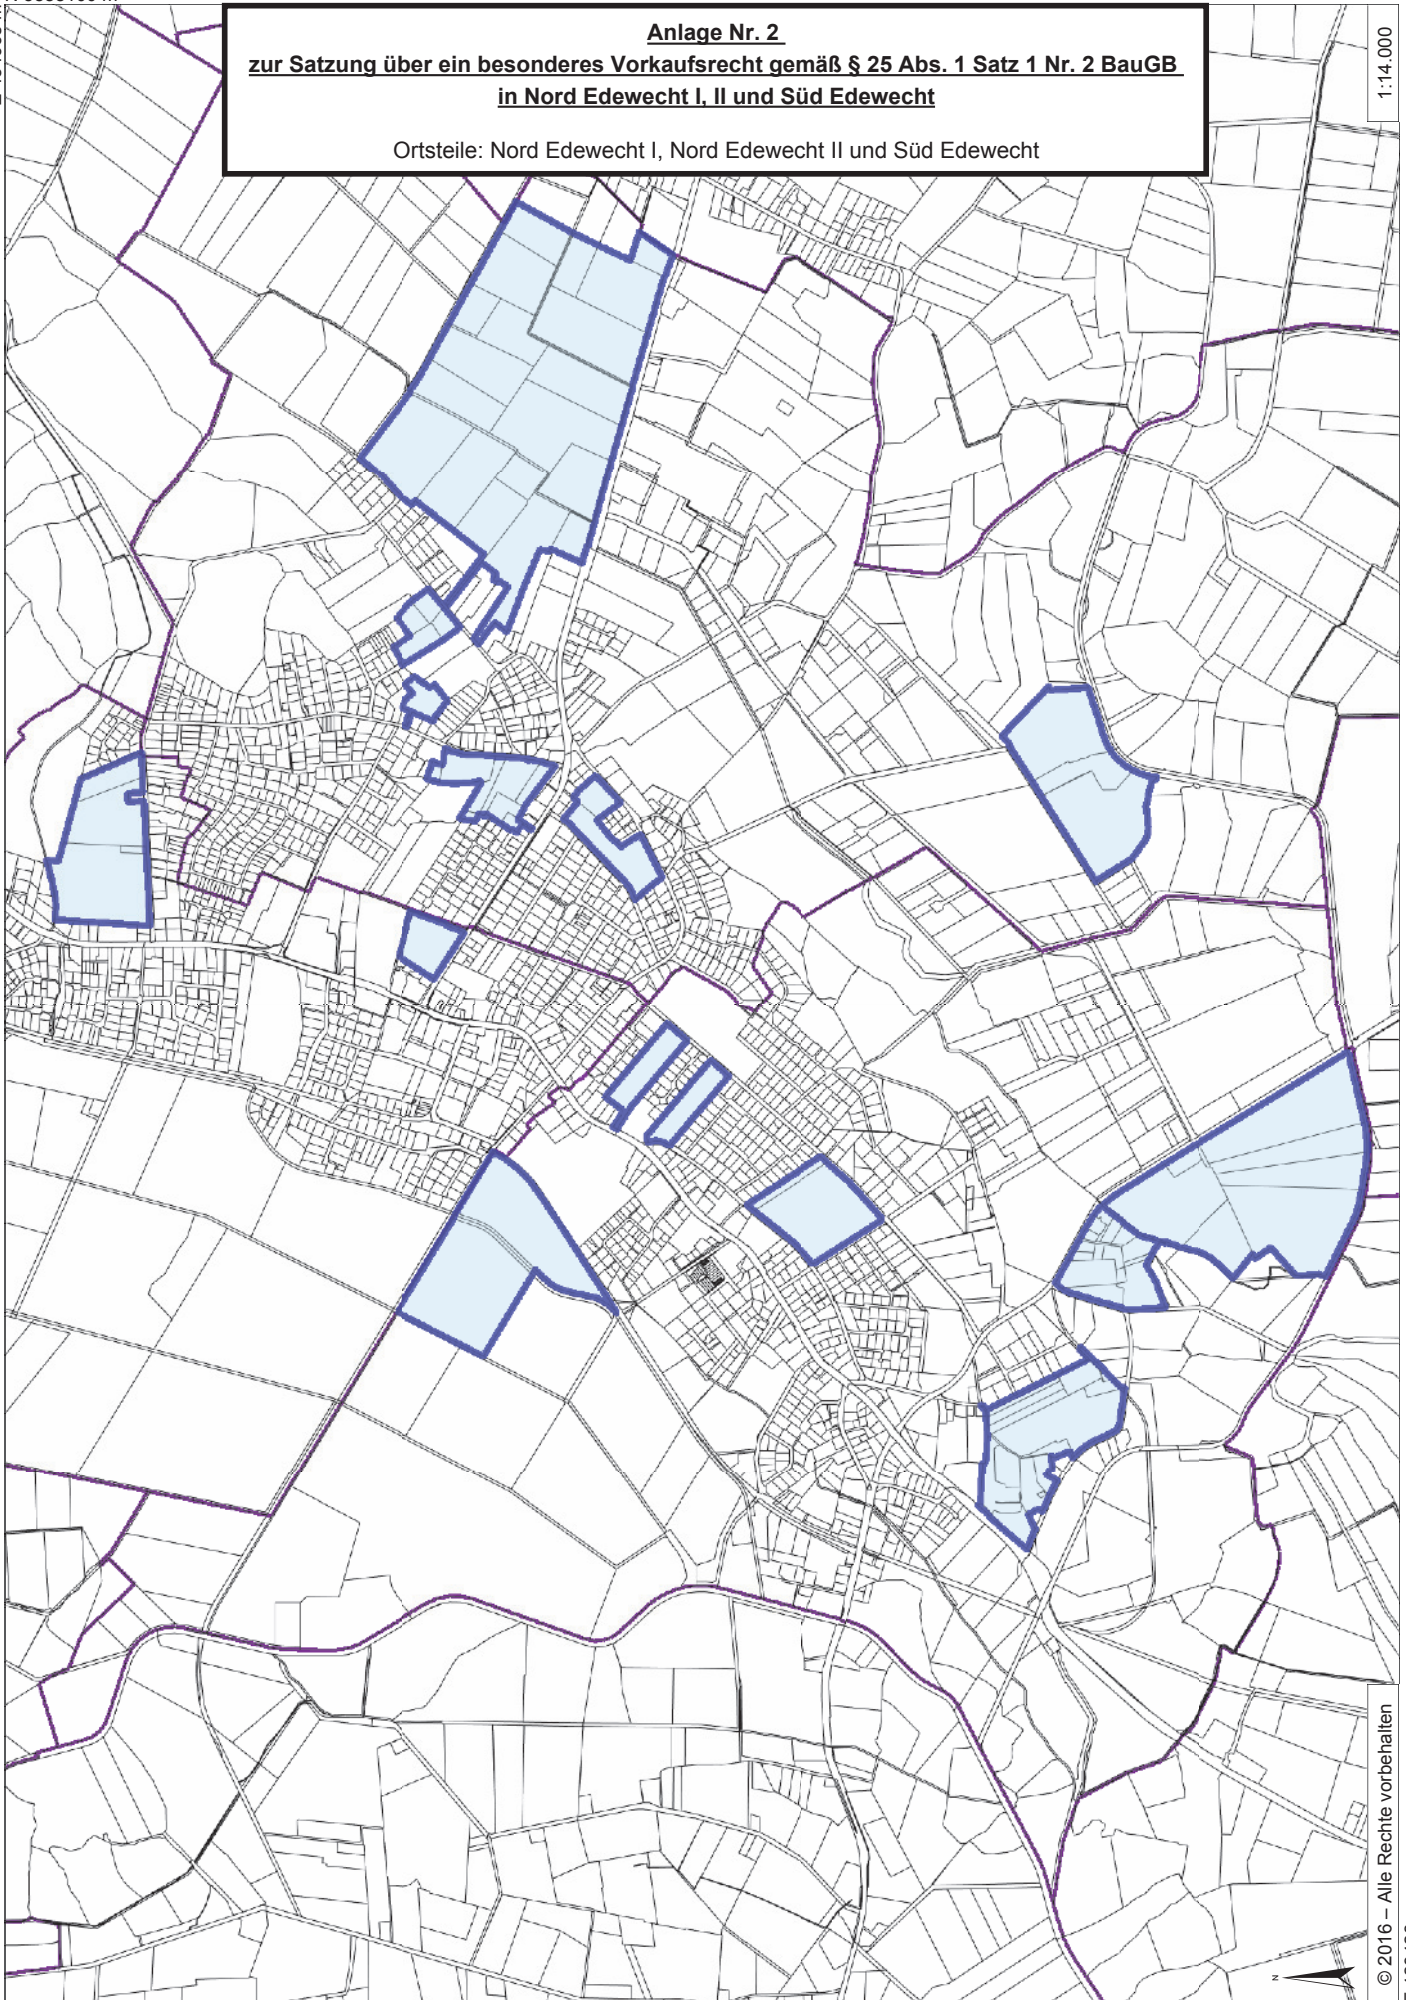 Anlage Nr. 2
zur Satzung über ein besonderes Vorkaufsrecht gemäß § 25 Abs. 1 Satz 1 Nr. 2 BauGB
in Nord Edewecht I, II und Süd Edewecht
Ortsteile: Nord Edewecht I, Nord Edewecht II und Süd Edewecht
1:14.000
N
© 2016 – Alle Rechte vorbehalten